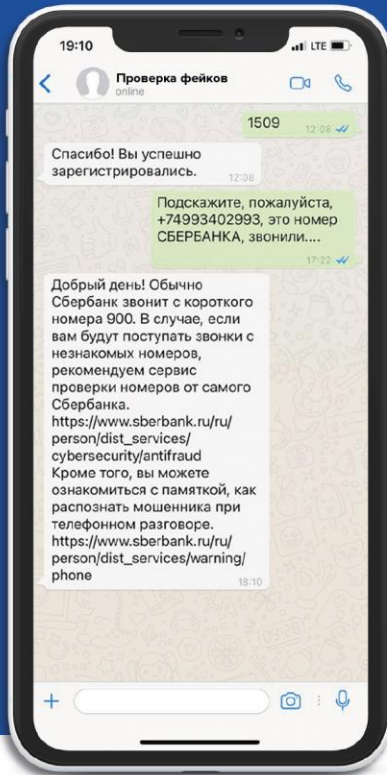 19:10
LTE
Проверка фейков
online
1509
12:08
Спасибо! Вы успешно
зарегистрировались.
12:08
Подскажите, пожалуйста,
+74993402993, это номер
СБЕРБАНКА, звонили....
17:22
Добрый день! Обычно
Сбербанк звонит с короткого
номера 900. В случае, если
вам будут поступать звонки с
незнакомых номеров,
рекомендуем сервис
проверки номеров от самого
Сбербанка.
https://www.sberbank.ru/ru/
person/dist_services/
cybersecurity/antifraud
Кроме того, вы можете
ознакомиться с памяткой, как
распознать мошенника при
телефонном разговоре.
https://www.sberbank.ru/ru/
person/dist_services/warning/
phone
18:10